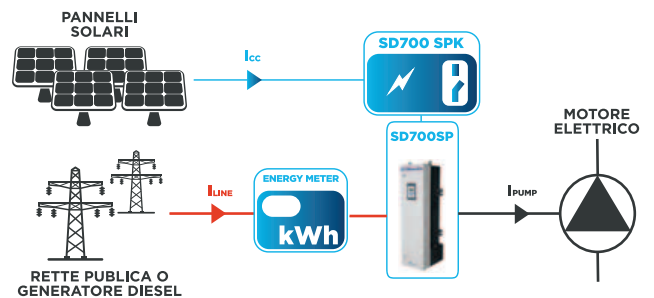 PANNELLI
SOLARI
Icc
SD700 SPK
SD700SP
MOTORE
ELETTRICO
ILINE
ENERGY METER
kWh
IPUMP
RETTE PUBLICA O
GENERATORE DIESEL